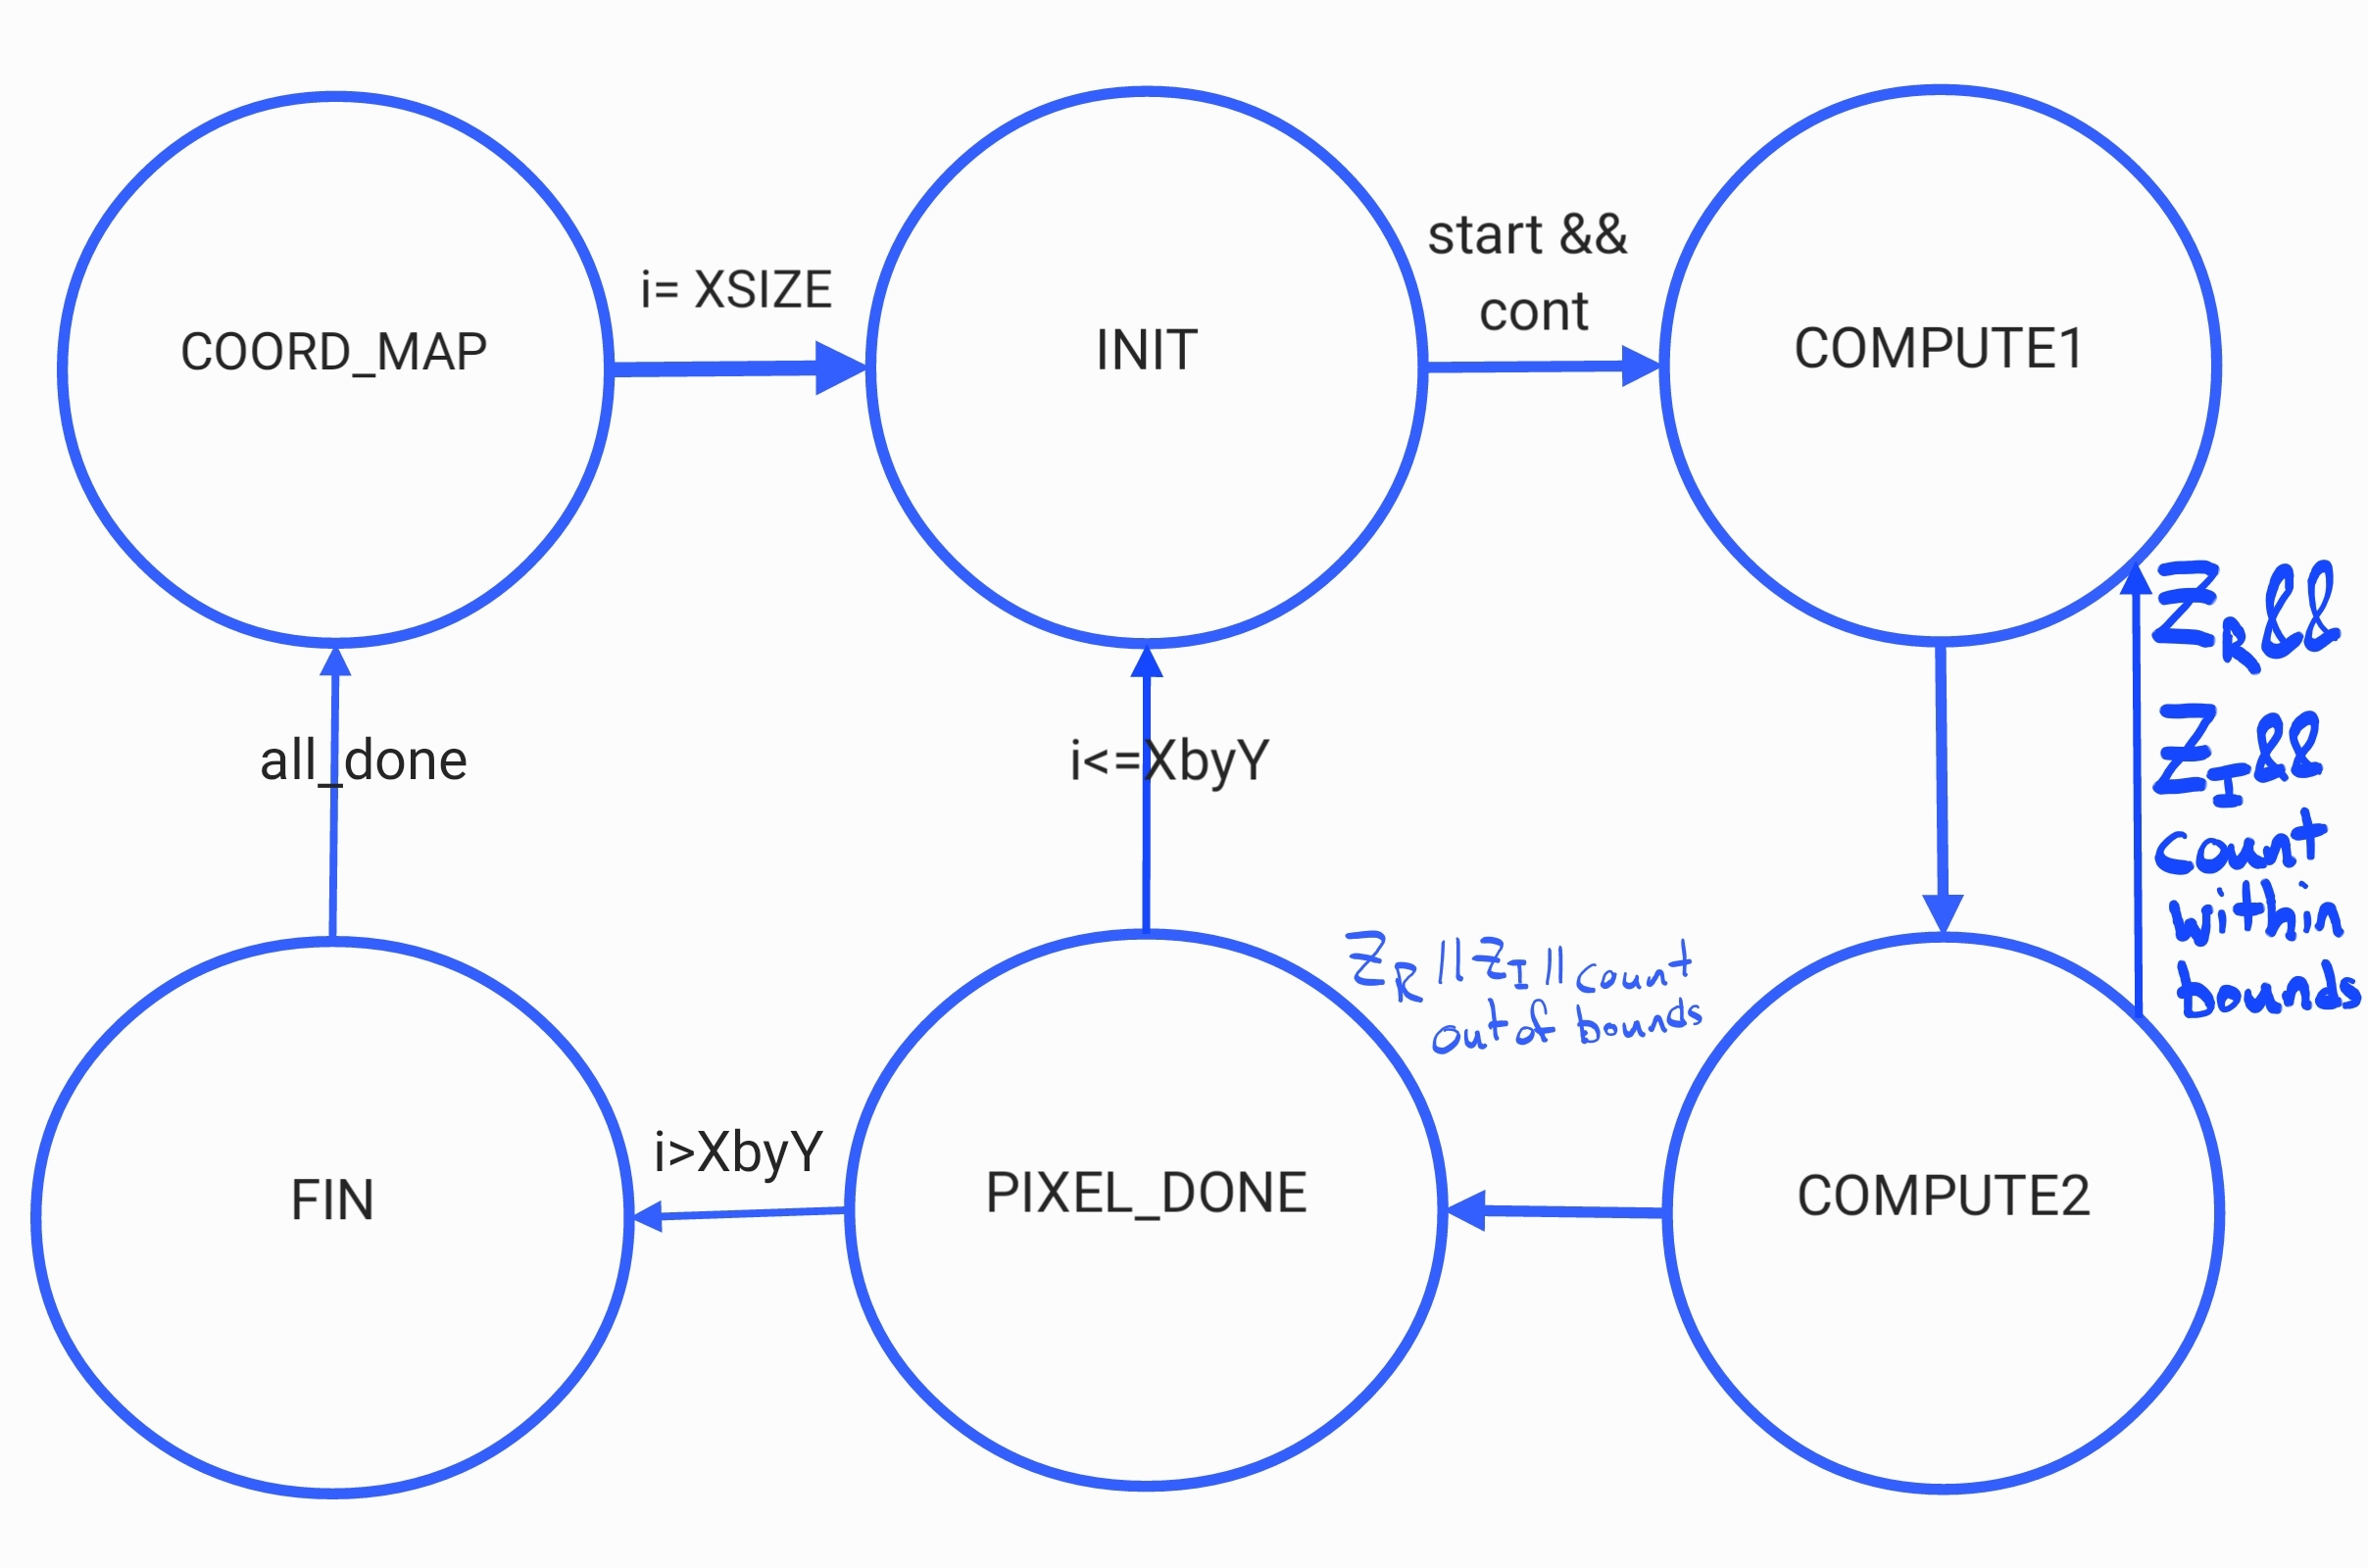 COORD_MAP
i= XSIZE
INIT
start &&
cont
COMPUTE1
Z_R &&
Z_I &&
count
within
bounds
all_done
i<=XbyY
Z_R || Z_I || count
out of bounds
FIN
i>XbyY
PIXEL_DONE
COMPUTE2